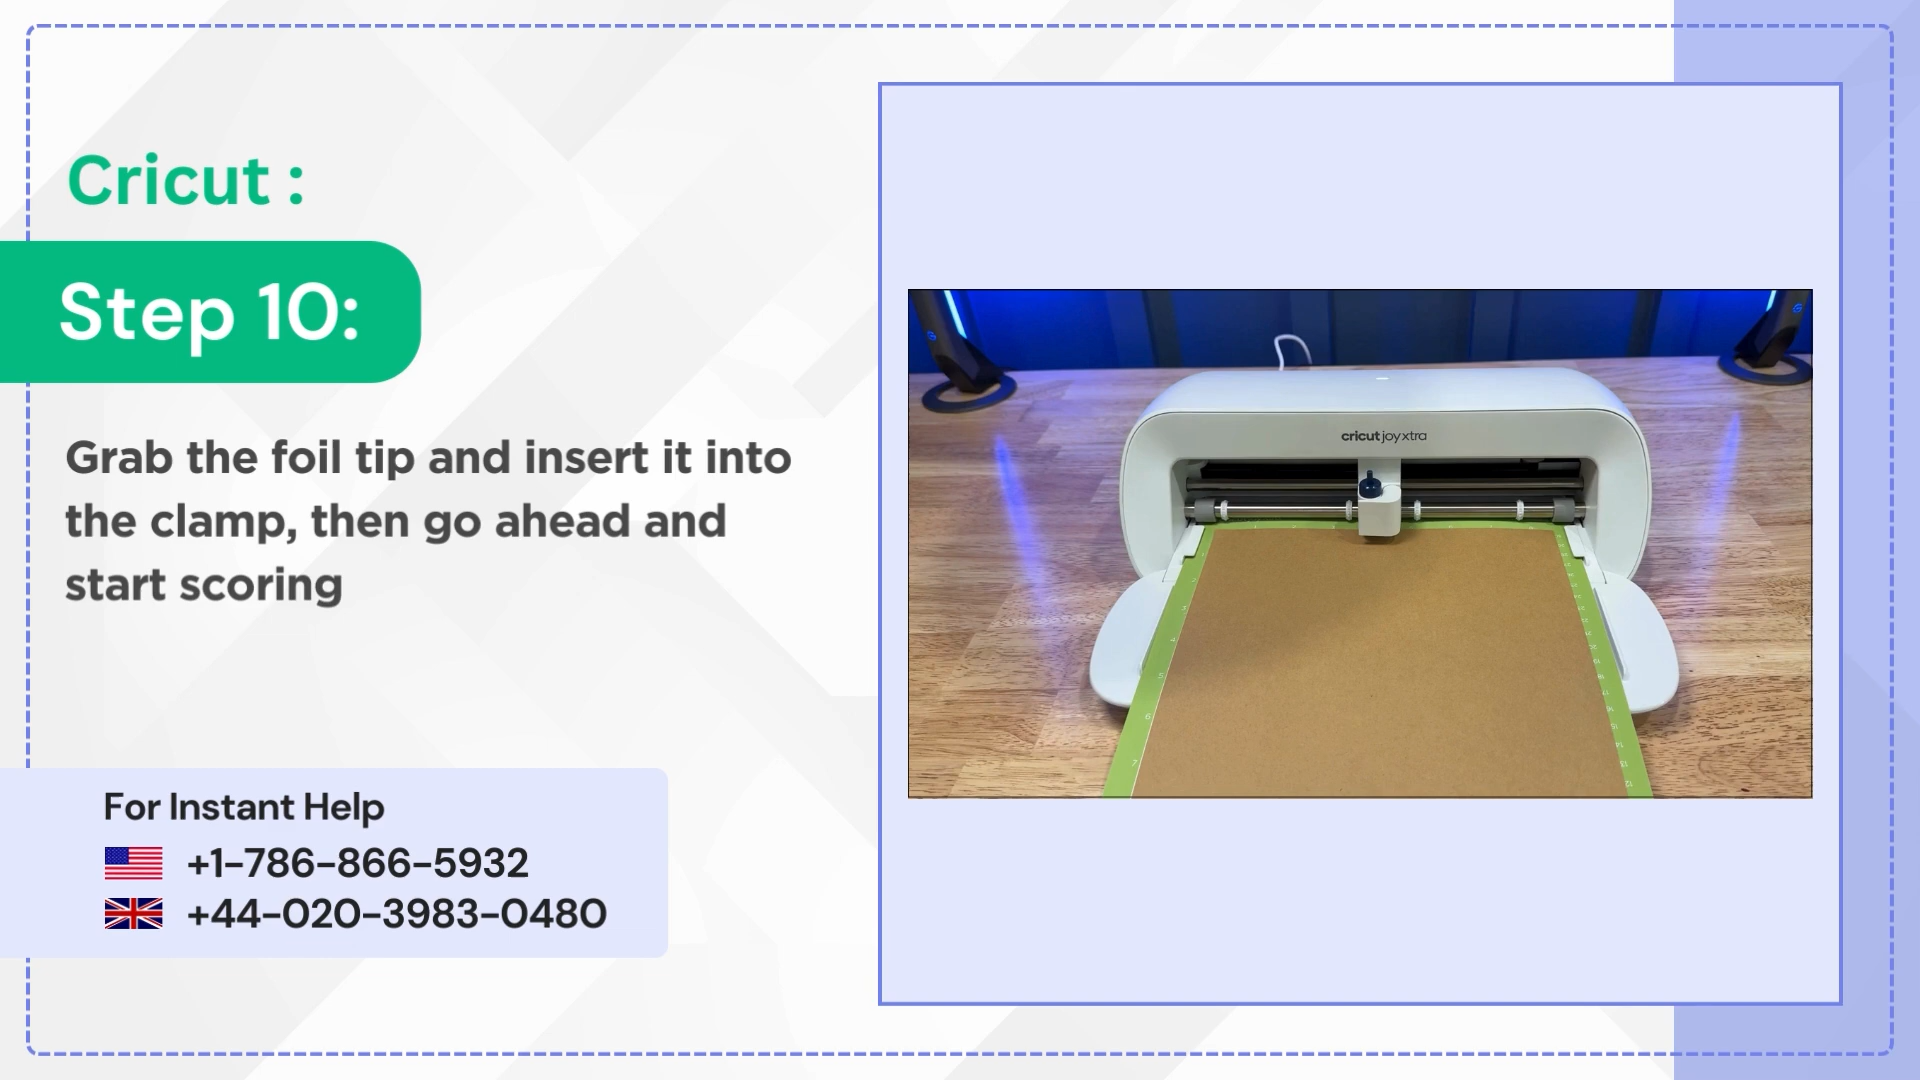 Cricut :
Step 10:
Grab the foil tip and insert it into
the clamp, then go ahead and
start scoring
For Instant Help
+1-786-866-5932
+44-020-3983-0480
cricut joy xtra